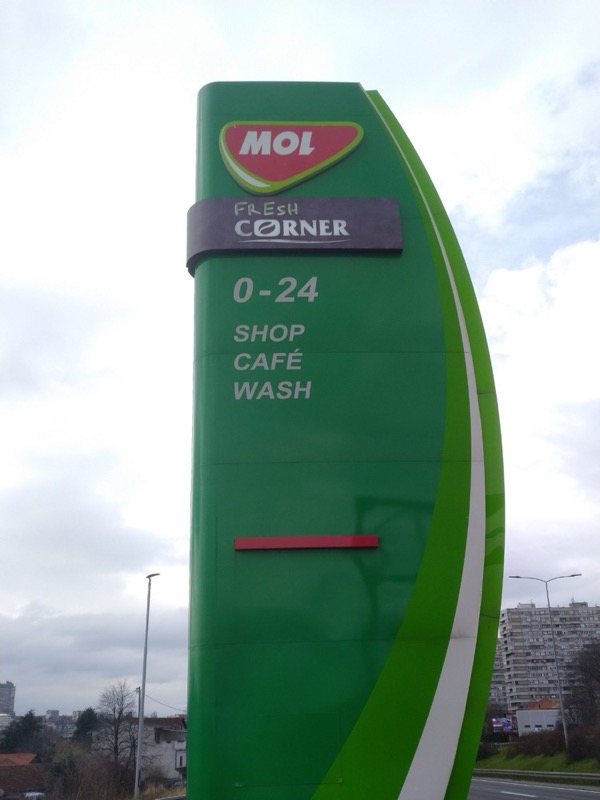 MOL
FRESH
CORNER
0-24
SHOP
CAFÉ
WASH